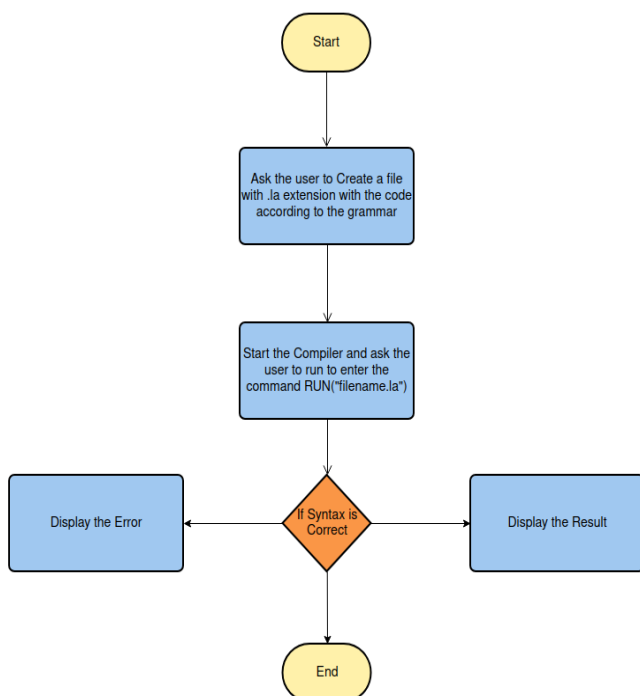 Start
Ask the user to Create a file
with .la extension with the code
according to the grammar
Start the Compiler and ask the
user to run to enter the
command RUN("filename.la")
Display the Error
If Syntax is
Correct
Display the Result
End